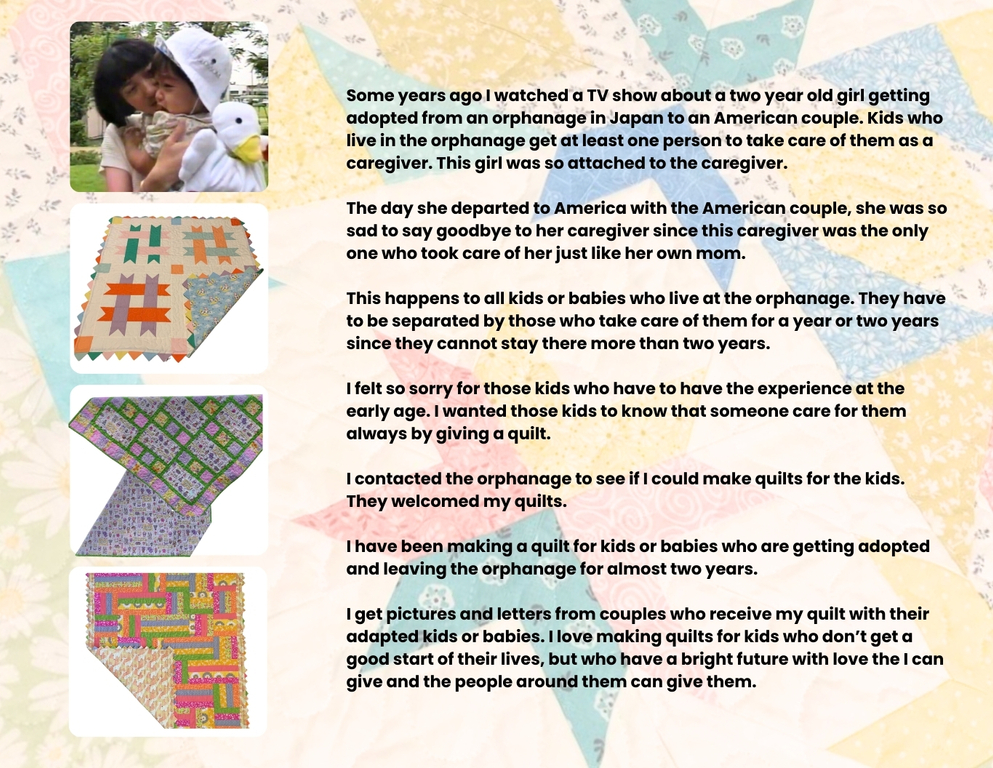 Some years ago I watched a TV show about a two year old girl getting
adopted from an orphanage in Japan to an American couple. Kids who
live in the orphanage get at least one person to take care of them as a
caregiver. This girl was so attached to the caregiver.
The day she departed to America with the American couple, she was so
sad to say goodbye to her caregiver since this caregiver was the only
one who took care of her just like her own mom.
This happens to all kids or babies who live at the orphanage. They have
to be separated by those who take care of them for a year or two years
since they cannot stay there more than two years.
I felt so sorry for those kids who have to have the experience at the
early age. I wanted those kids to know that someone care for them
always by giving a quilt.
I contacted the orphanage to see if I could make quilts for the kids.
They welcomed my quilts.
I have been making a quilt for kids or babies who are getting adopted
and leaving the orphanage for almost two years.
I get pictures and letters from couples who receive my quilt with their
adapted kids or babies. I love making quilts for kids who don’t get a
good start of their lives, but who have a bright future with love the I can
give and the people around them can give them.